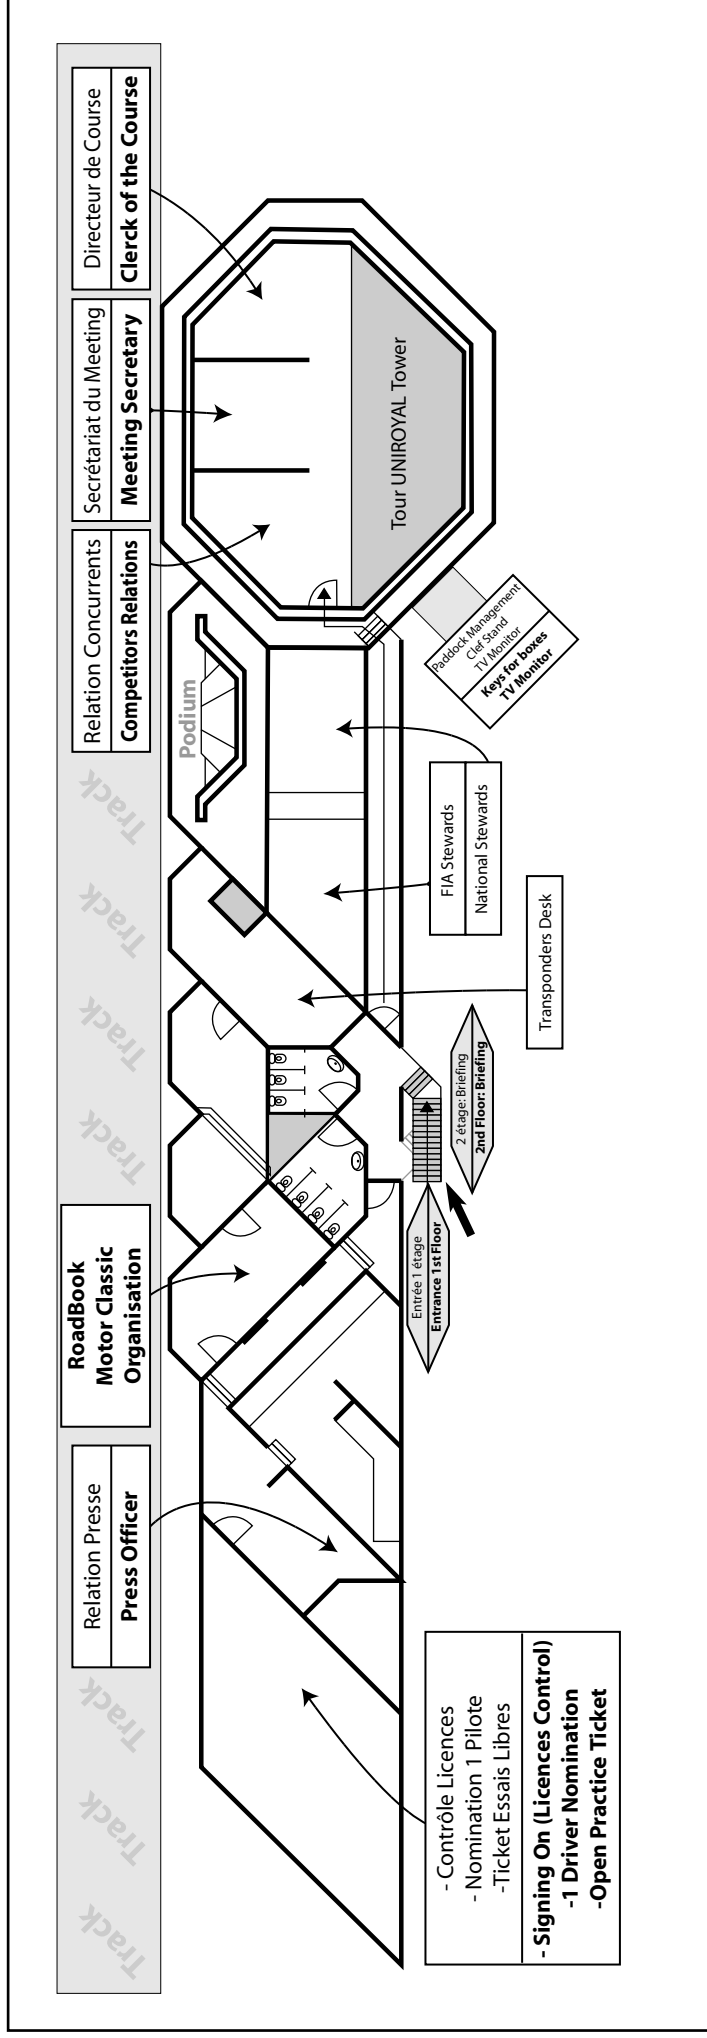 Track
Track
Track
Relation Presse
Press Officer
RoadBook
Motor Classic
Organisation
Track
Track
Track
Track
Relation Concurrents
Competitors Relations
Secrétariat du Meeting
Meeting Secretary
Directeur de Course
Clerck of the Course
Podium
Tour UNIROYAL Tower
Paddock Management
Clef Stand
TV Monitor
Keys for boxes
TV Monitor
FIA Stewards
National Stewards
Transponders Desk
2 étage: Briefing
2nd Floor: Briefing
Entrée 1 étage
Entrance 1st Floor
- Contrôle Licences
- Nomination 1 Pilote
-Ticket Essais Libres
- Signing On (Licences Control)
-1 Driver Nomination
-Open Practice Ticket